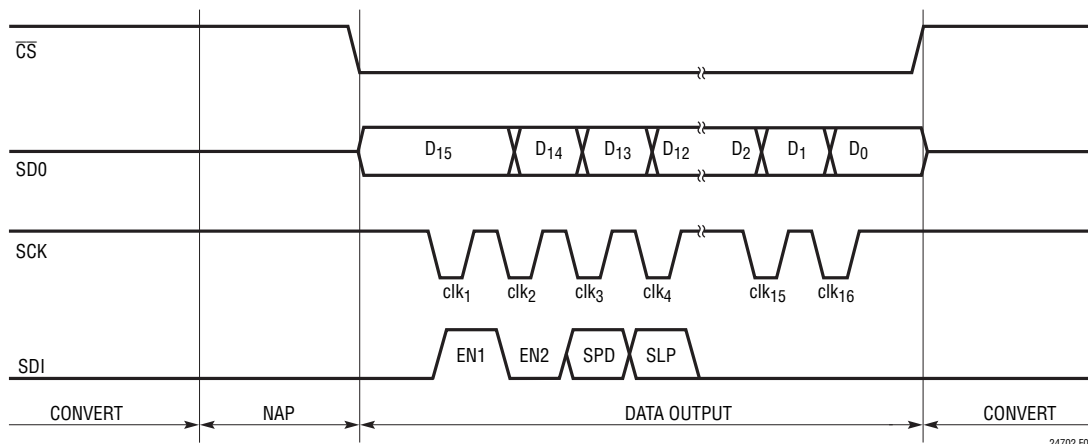 CS
D15 D14 D13 D12 D2 D1 D0
SD0
SCK
clk1 clk2 clk3 clk4 clk15 clk16
EN1 EN2 SPD SLP
SDI
CONVERT NAP DATA OUTPUT CONVERT